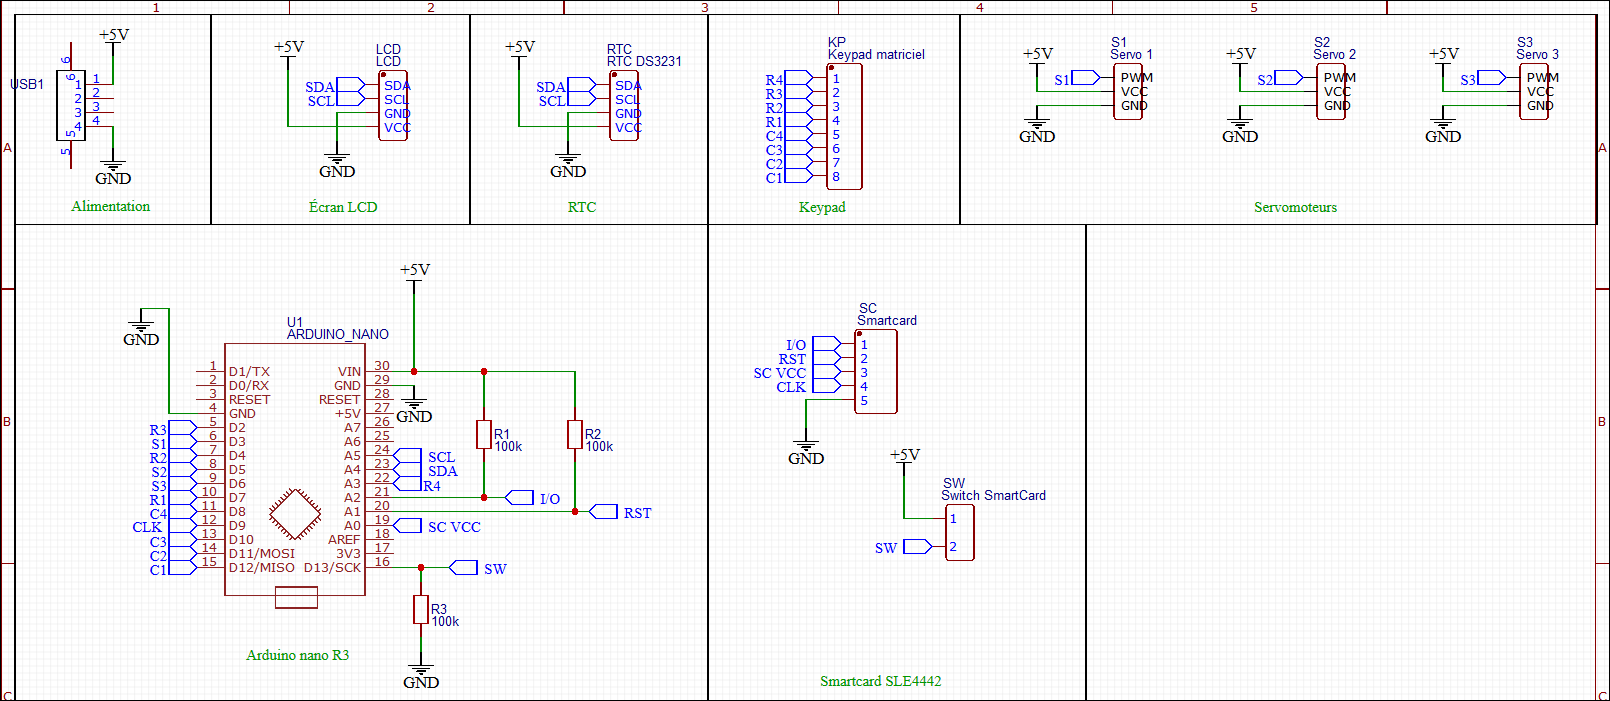 1 2 3 4 5
A A
B B
C C
USB1
+5V
6
6
1 1
2 2
3 3
4 4
5
5
GND
Alimentation
+5V
LCD
LCD
SDA SDA
SCL SCL
GND
VCC
GND
Écran LCD
+5V
RTC
RTC DS3231
SDA SDA
SCL SCL
GND
VCC
GND
RTC
KP
Keypad matriciel
R4 1
R3 2
R2 3
R1 4
C4 5
C3 6
C2 7
C1 8
Keypad
+5V
S1
Servo 1
S1 PWM
VCC
GND
GND
+5V
S2
Servo 2
S2 PWM
VCC
GND
GND
+5V
S3
Servo 3
S3 PWM
VCC
GND
GND
Servomoteurs
+5V
GND
U1
ARDUINO_NANO
1 D1/TX VIN 30
2 D0/RX GND 29
3 RESET RESET 28
4 GND +5V 27
R3 5 D2 A7 26
S1 6 D3 A6 25
R2 7 D4 A5 24 SCL
S2 8 D5 A4 23 SDA
S3 9 D6 A3 22 R4
R1 10 D7 A2 21 I/O
C4 11 D8 A1 20 RST
CLK 12 D9 A0 19 SC VCC
C3 13 D10 AREF 18
C2 14 D11/MOSI 3V3 17
C1 15 D12/MISO D13/SCK 16 SW
GND
R1
100k
R2
100k
R3
100k
GND
Arduino nano R3
SC
Smartcard
I/O 1
RST 2
SC VCC 3
CLK 4
5
GND
+5V
SW
Switch SmartCard
1
SW 2
Smartcard SLE4442